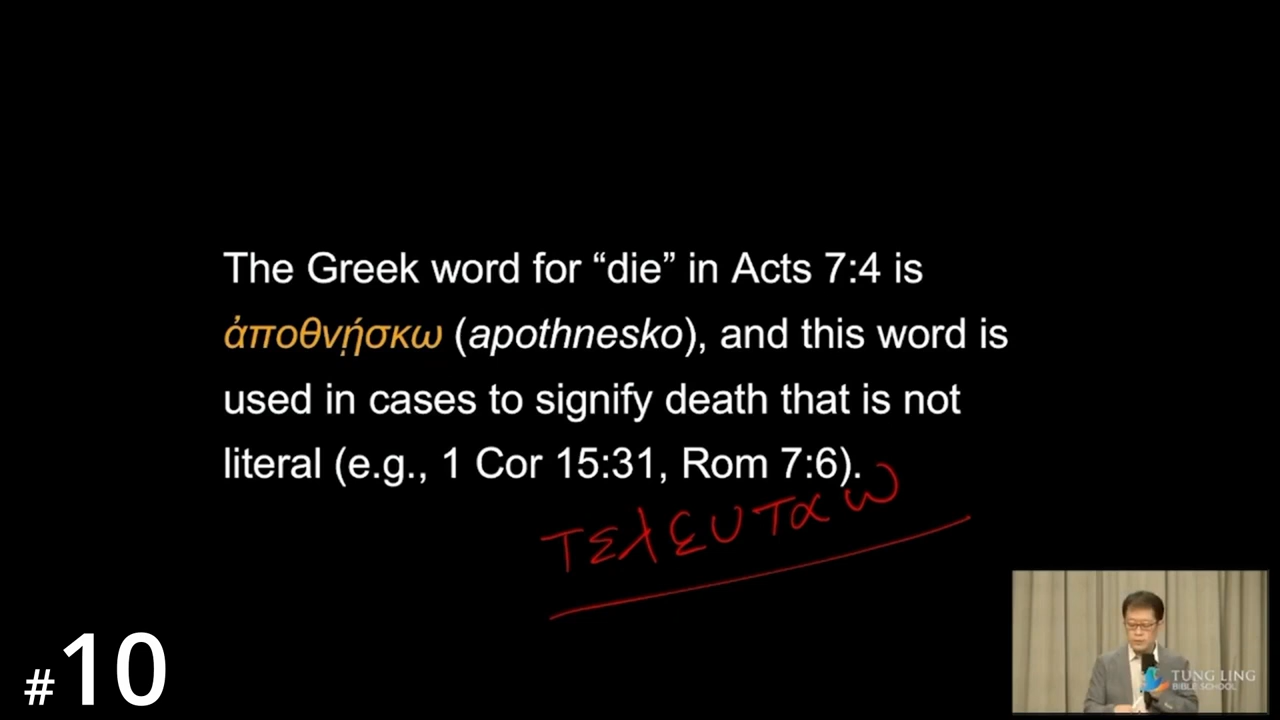 The Greek word for “die” in Acts 7:4 is
ἀποθνῄσκω (apothnesko), and this word is
used in cases to signify death that is not
literal (e.g., 1 Cor 15:31, Rom 7:6).
τελευταω
#10
TUNG LING
BIBLE SCHOOL